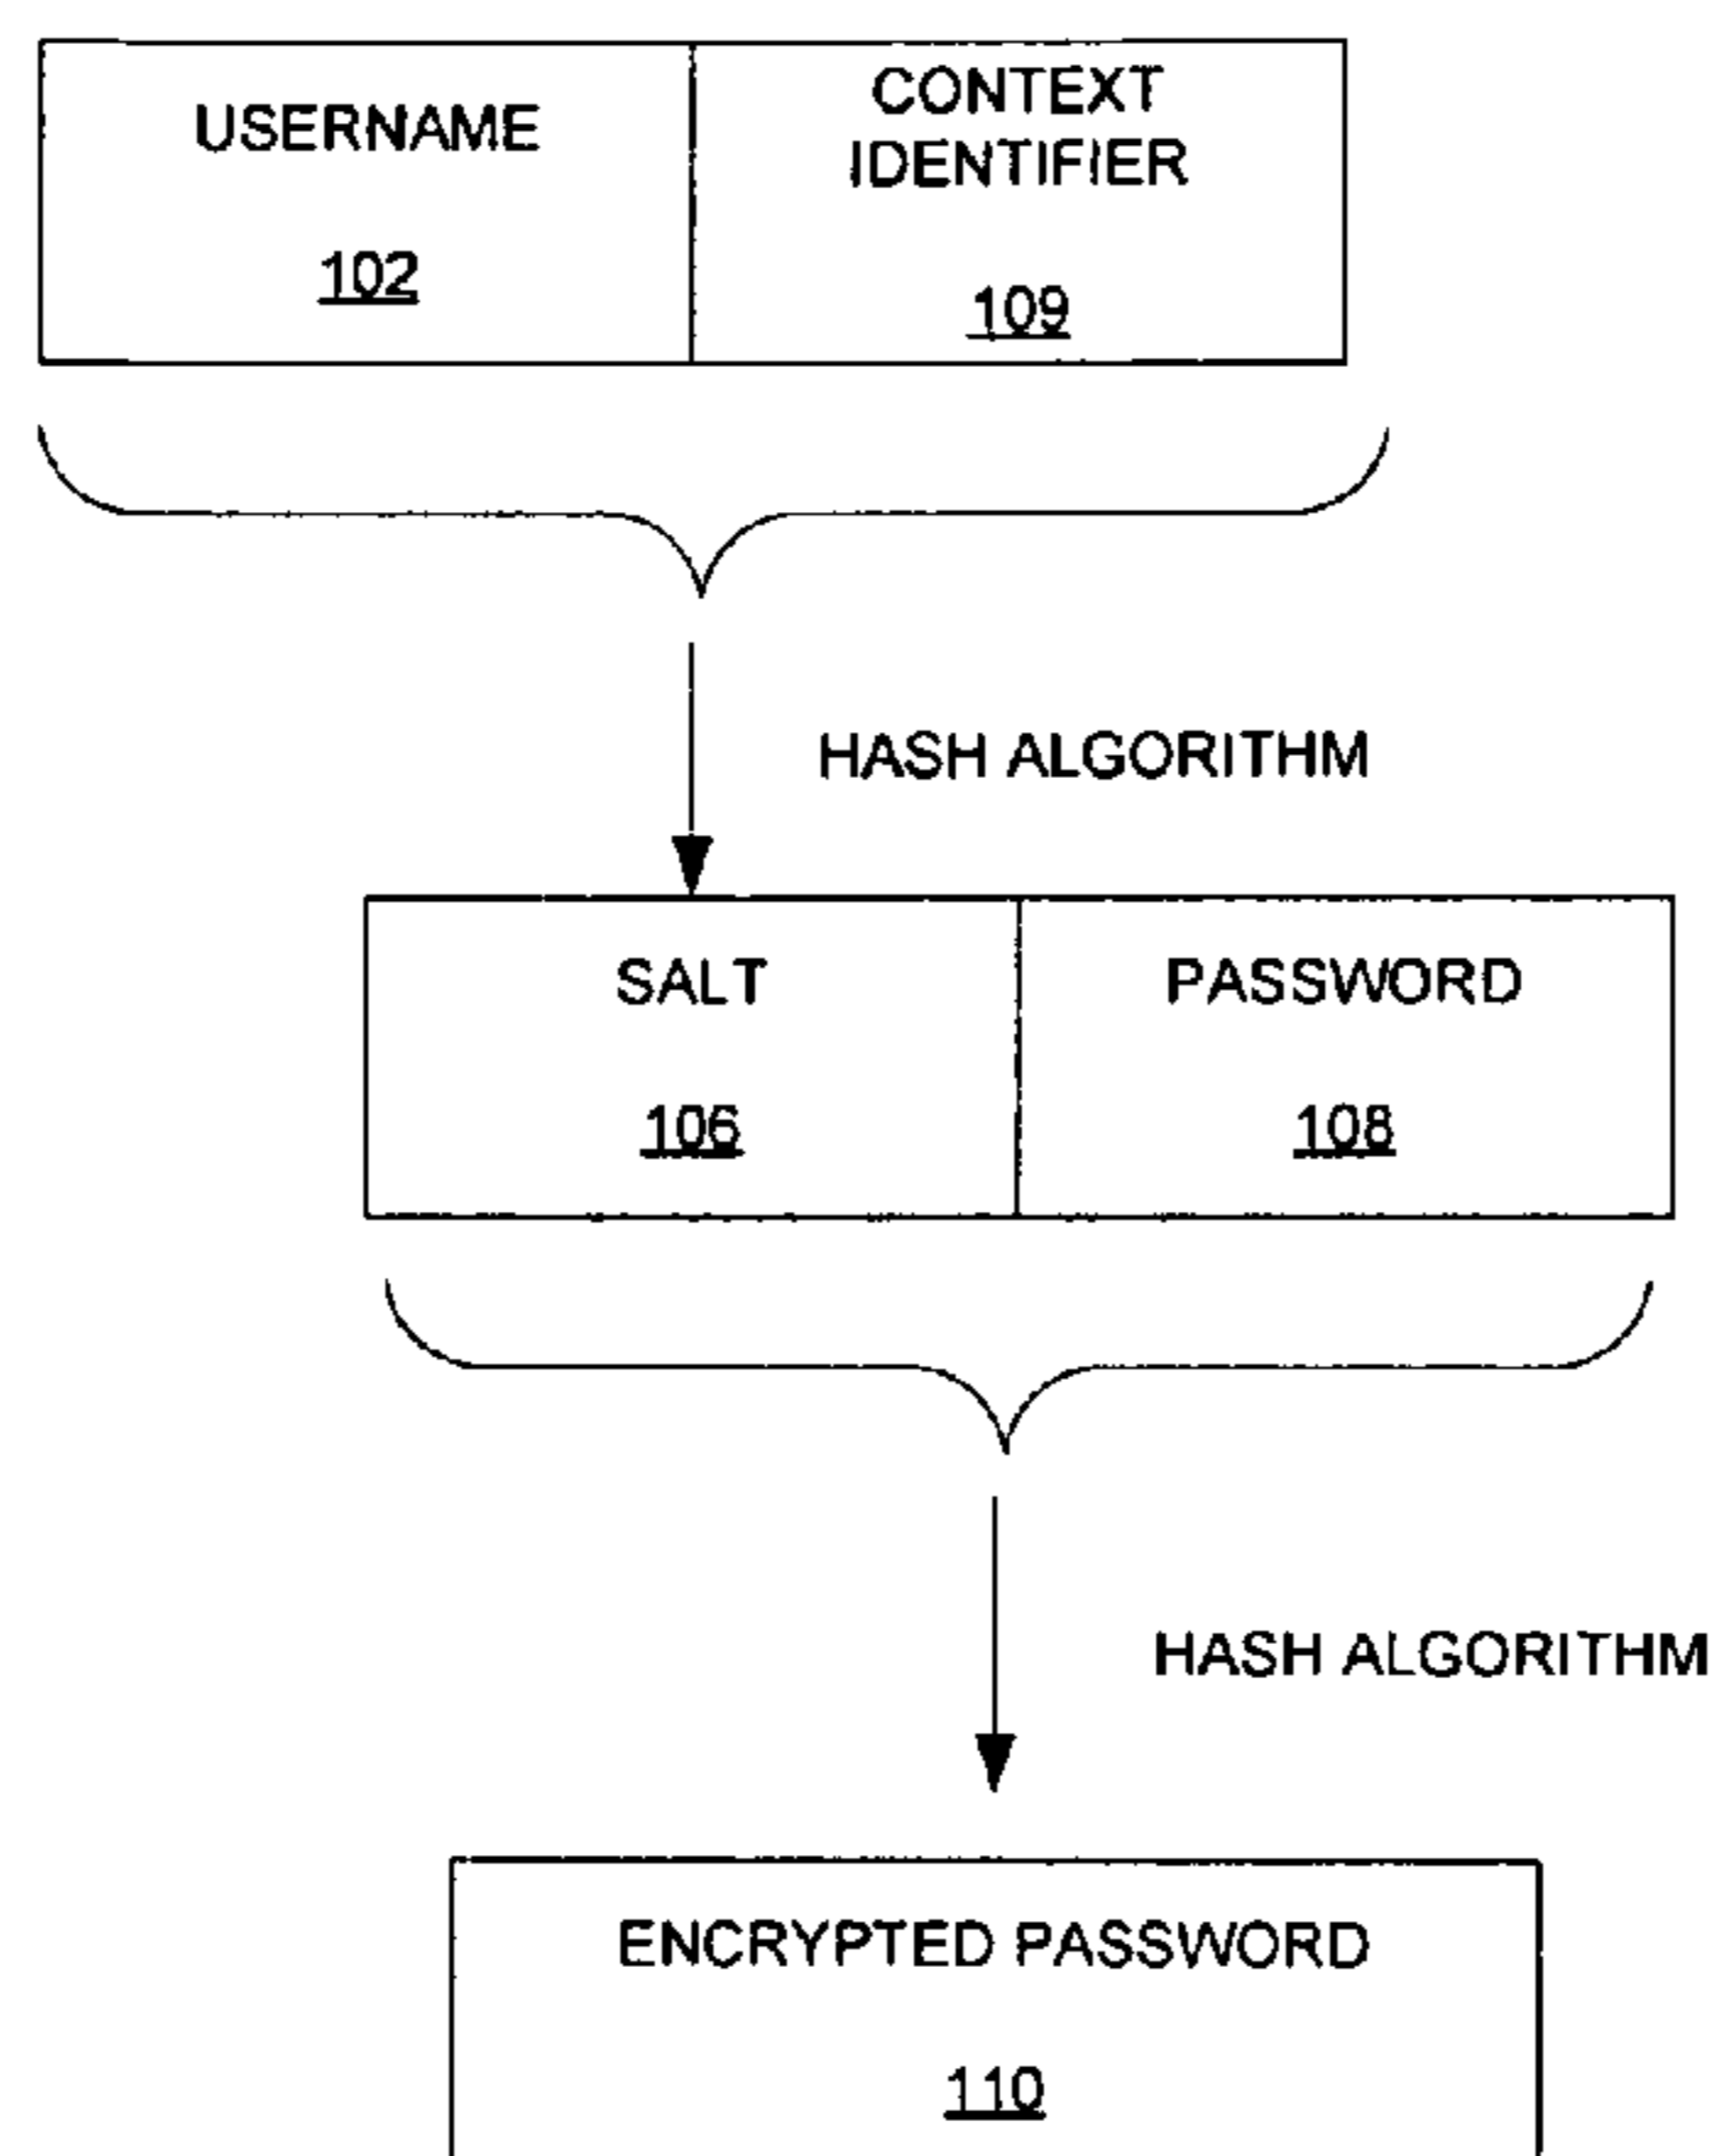 USERNAME
102
CONTEXT
IDENTIFIER
109
HASH ALGORITHM
SALT
106
PASSWORD
108
HASH ALGORITHM
ENCRYPTED PASSWORD
110